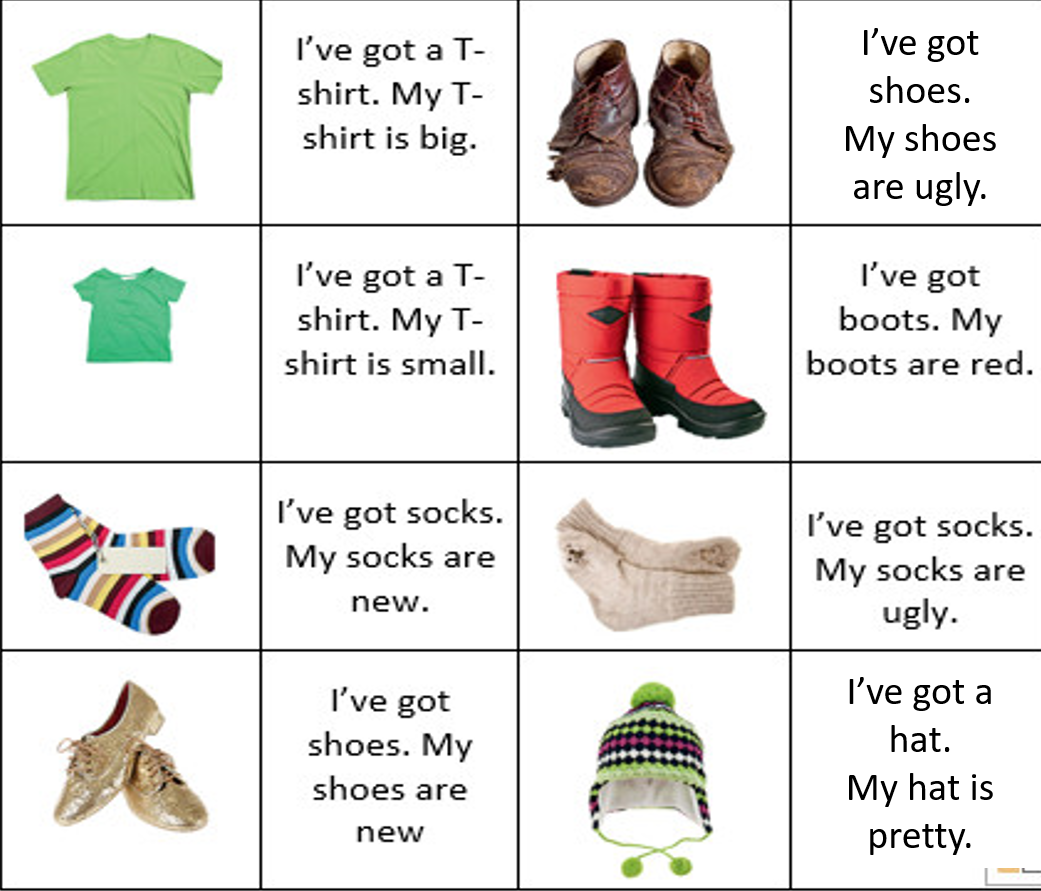 I've got a T-
shirt. My T-
shirt is big.
I've got
shoes.
My shoes
are ugly.
I've got a T-
shirt. My T-
shirt is small.
I've got
boots. My
boots are red.
I've got socks.
My socks are
new.
I've got socks.
My socks are
ugly.
I've got
shoes. My
shoes are
new
I've got a
hat.
My hat is
pretty.